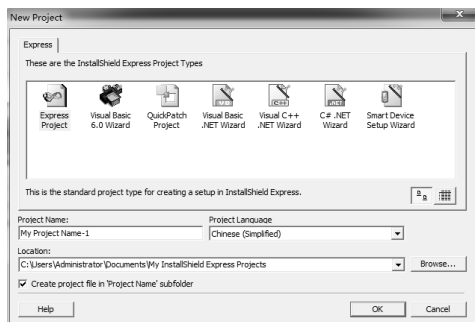 New Project
Express
These are the InstallShield Express Project Types
Express Project
Visual Basic 6.0 Wizard
QuickPatch Project
Visual Basic .NET Wizard
Visual C++ .NET Wizard
C# .NET Wizard
Smart Device Setup Wizard
This is the standard project type for creating a setup in InstallShield Express.
Project Name:
Project Language
My Project Name-1
Chinese (Simplified)
Location:
C:\Users\Administrator\Documents\My InstallShield Express Projects
Browse...
Create project file in 'Project Name' subfolder
Help
OK
Cancel